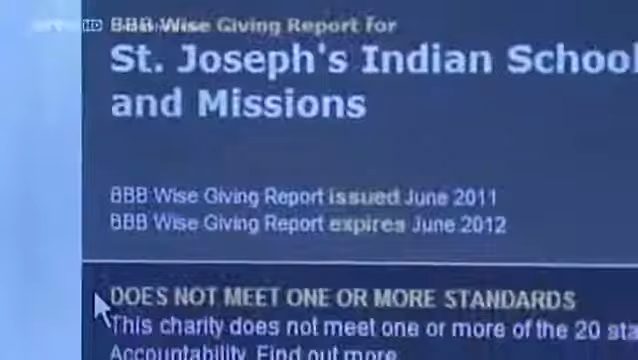 HD
BBB Wise Giving Report for
St. Joseph's Indian School
and Missions
BBB Wise Giving Report issued June 2011
BBB Wise Giving Report expires June 2012
DOES NOT MEET ONE OR MORE STANDARDS
This charity does not meet one or more of the 20 sta
Accountability. Find out more